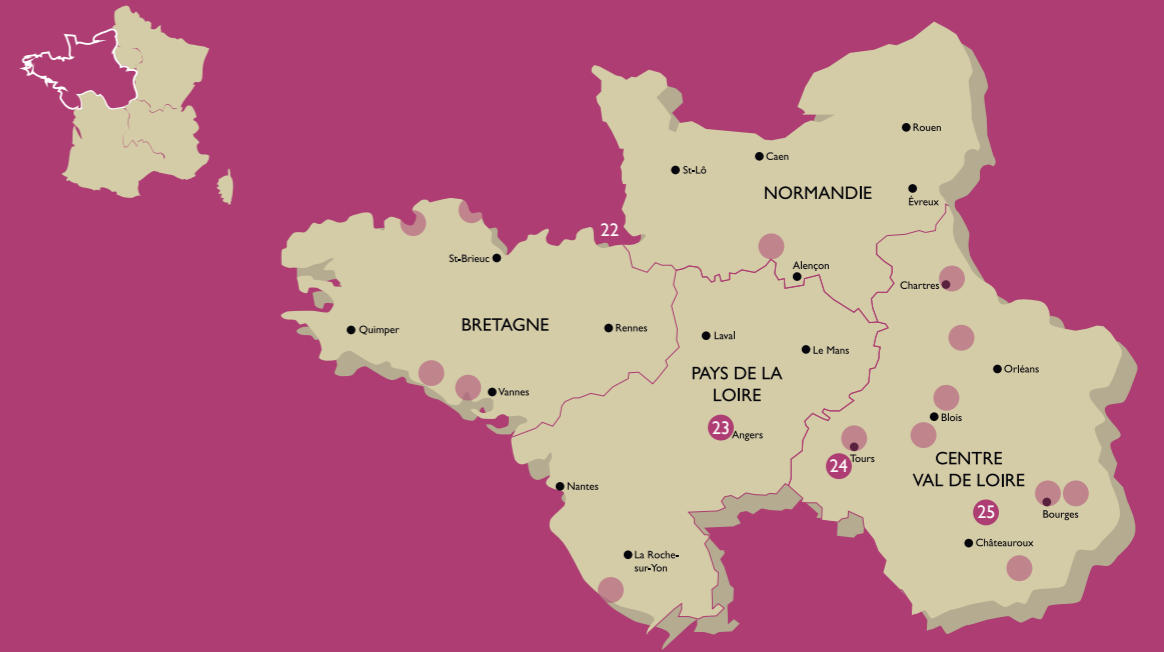 Rouen
Caen
St-Lô
NORMANDIE
Évreux
22
St-Brieuc
Alençon
Chartres
Quimper
BRETAGNE
Rennes
Laval
Le Mans
PAYS DE LA
LOIRE
Orléans
Vannes
Blois
23
Angers
24
Tours
CENTRE
VAL DE LOIRE
Nantes
25
Bourges
Châteauroux
La Roche-
sur-Yon